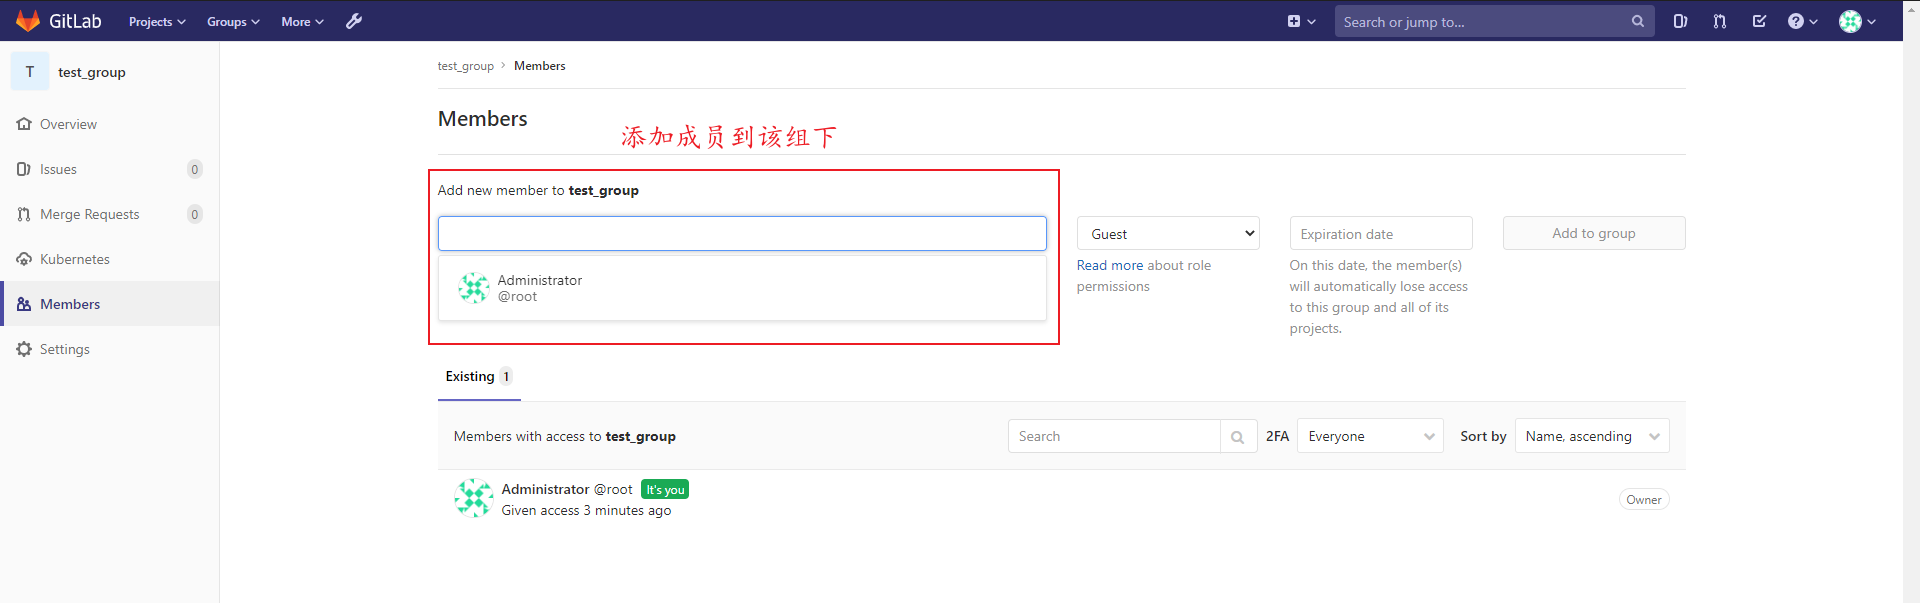 GitLab
Projects
Groups
More
Search or jump to...
T
test_group
Overview
Issues
0
Merge Requests
0
Kubernetes
Members
Settings
test_group > Members
Members
添加成员到该组下
Add new member to test_group
Administrator
@root
Guest
Read more about role
permissions
Expiration date
On this date, the member(s)
will automatically lose access
to this group and all of its
projects.
Add to group
Existing 1
Members with access to test_group
Search
2FA
Everyone
Sort by
Name, ascending
Administrator @root It's you
Given access 3 minutes ago
Owner